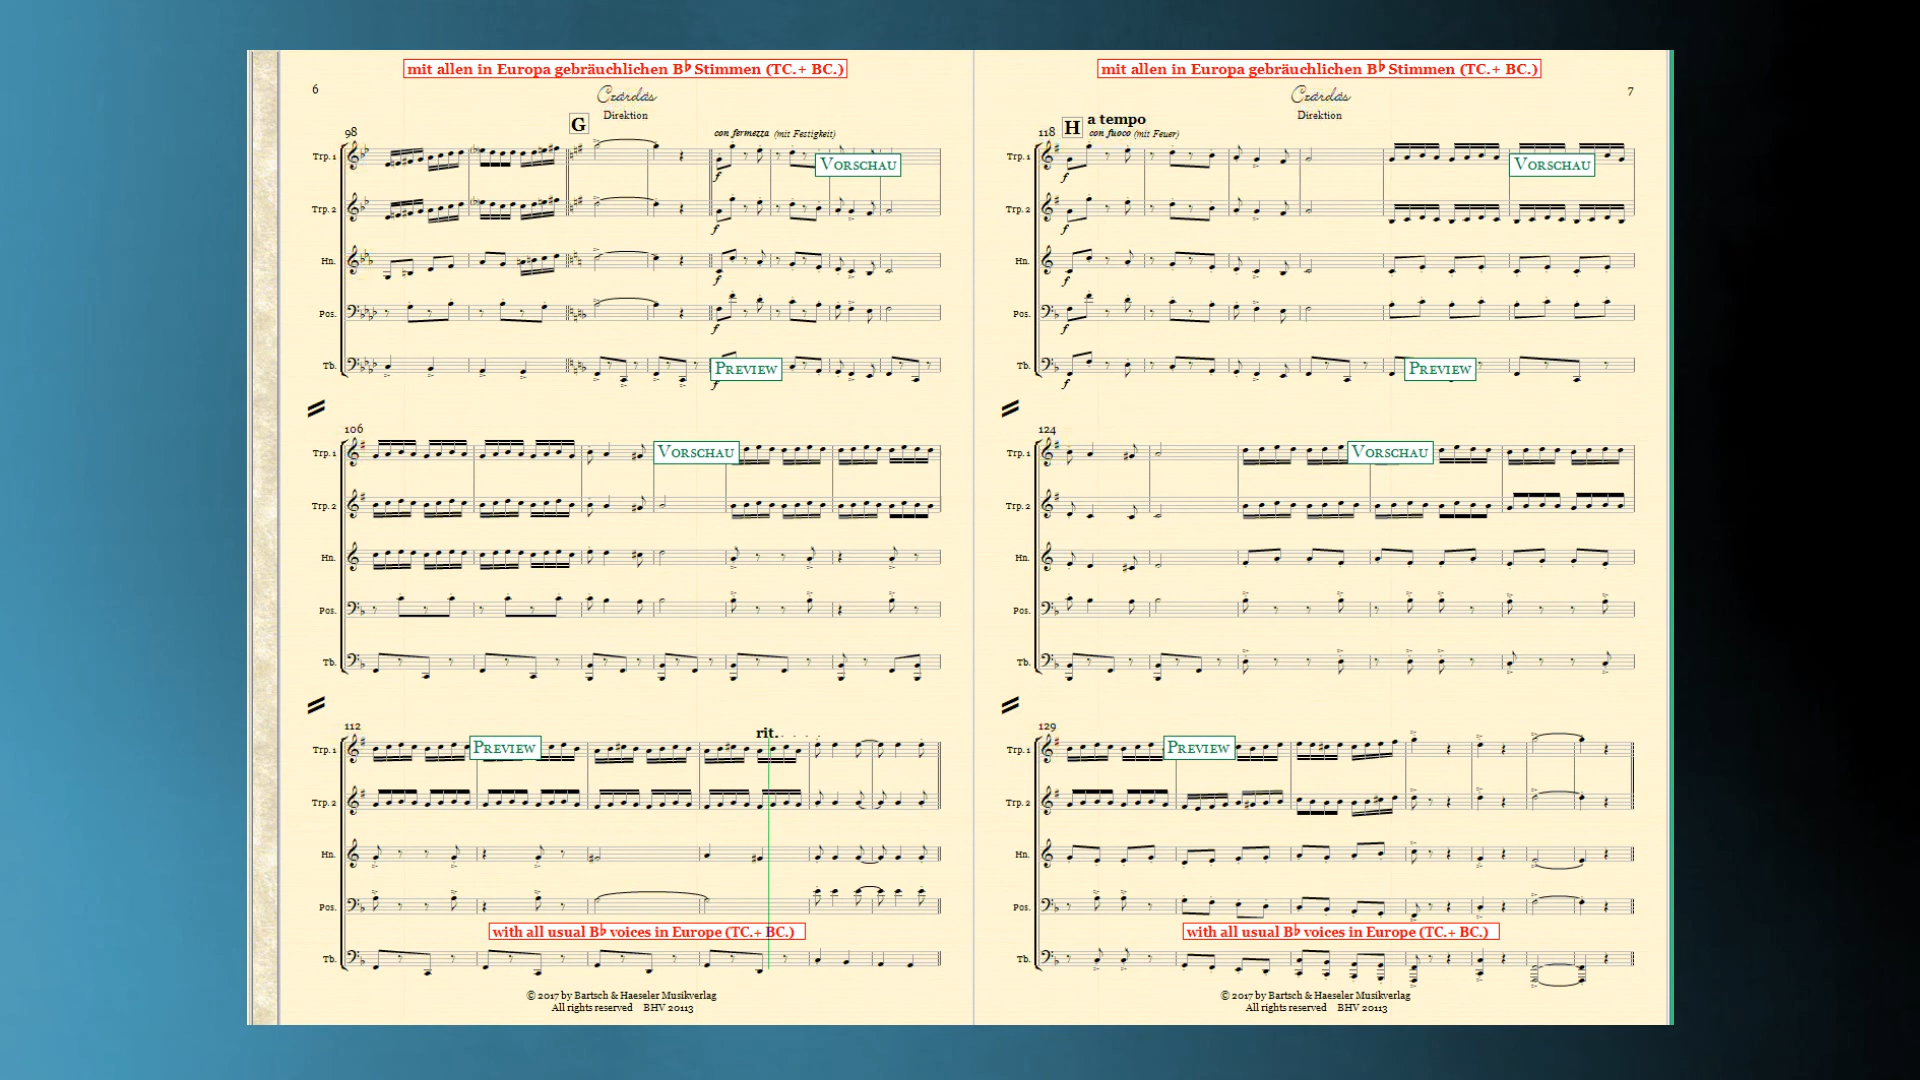 mit allen in Europa gebräuchlichen B♭ Stimmen (TC.+ BC.)
6
Czárdás
Direktion
98
G
con fermezza (mit Festigkeit)
Trp. 1
VORSCHAU
f
Trp. 2
f
Hn.
f
Pos.
f
Tb.
PREVIEW
f
106
Trp. 1
VORSCHAU
Trp. 2
Hn.
Pos.
Tb.
112
rit.
Trp. 1
PREVIEW
Trp. 2
Hn.
Pos.
with all usual B♭ voices in Europe (TC.+ BC.)
Tb.
© 2017 by Bartsch & Haeseler Musikverlag
All rights reserved BHV 20113
mit allen in Europa gebräuchlichen B♭ Stimmen (TC.+ BC.)
7
Czárdás
Direktion
118
H
a tempo
con fuoco (mit Feuer)
Trp. 1
VORSCHAU
f
Trp. 2
f
Hn.
f
Pos.
f
Tb.
PREVIEW
f
124
Trp. 1
VORSCHAU
Trp. 2
Hn.
Pos.
Tb.
129
Trp. 1
PREVIEW
Trp. 2
Hn.
Pos.
with all usual B♭ voices in Europe (TC.+ BC.)
Tb.
© 2017 by Bartsch & Haeseler Musikverlag
All rights reserved BHV 20113